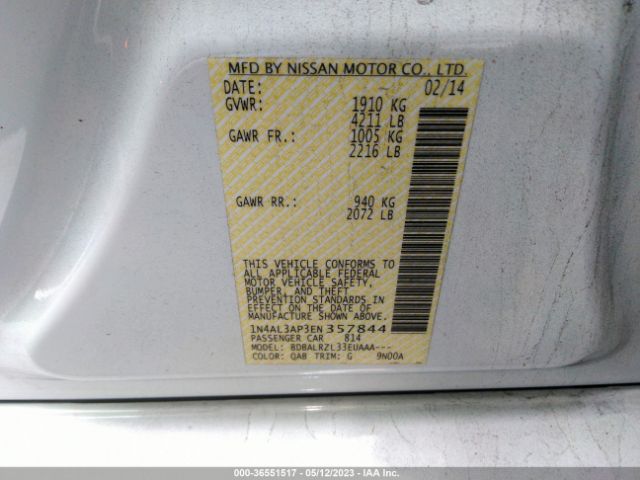 MFD BY NISSAN MOTOR CO., LTD.
DATE: 02/14
GVWR: 1910 KG
4211 LB
GAWR FR.: 1005 KG
2216 LB
GAWR RR.: 940 KG
2072 LB
THIS VEHICLE CONFORMS TO
ALL APPLICABLE FEDERAL
MOTOR VEHICLE SAFETY,
BUMPER, AND THEFT
PREVENTION STANDARDS IN
EFFECT ON THE DATE OF
MANUFACTURE SHOWN ABOVE.
1N4AL3AP3EN357844
PASSENGER CAR 814
MODEL: BDBALRZL33EUAAA---
COLOR: QAB TRIM: G 9N00A
000-36551517 - 05/12/2023 - IAA Inc.